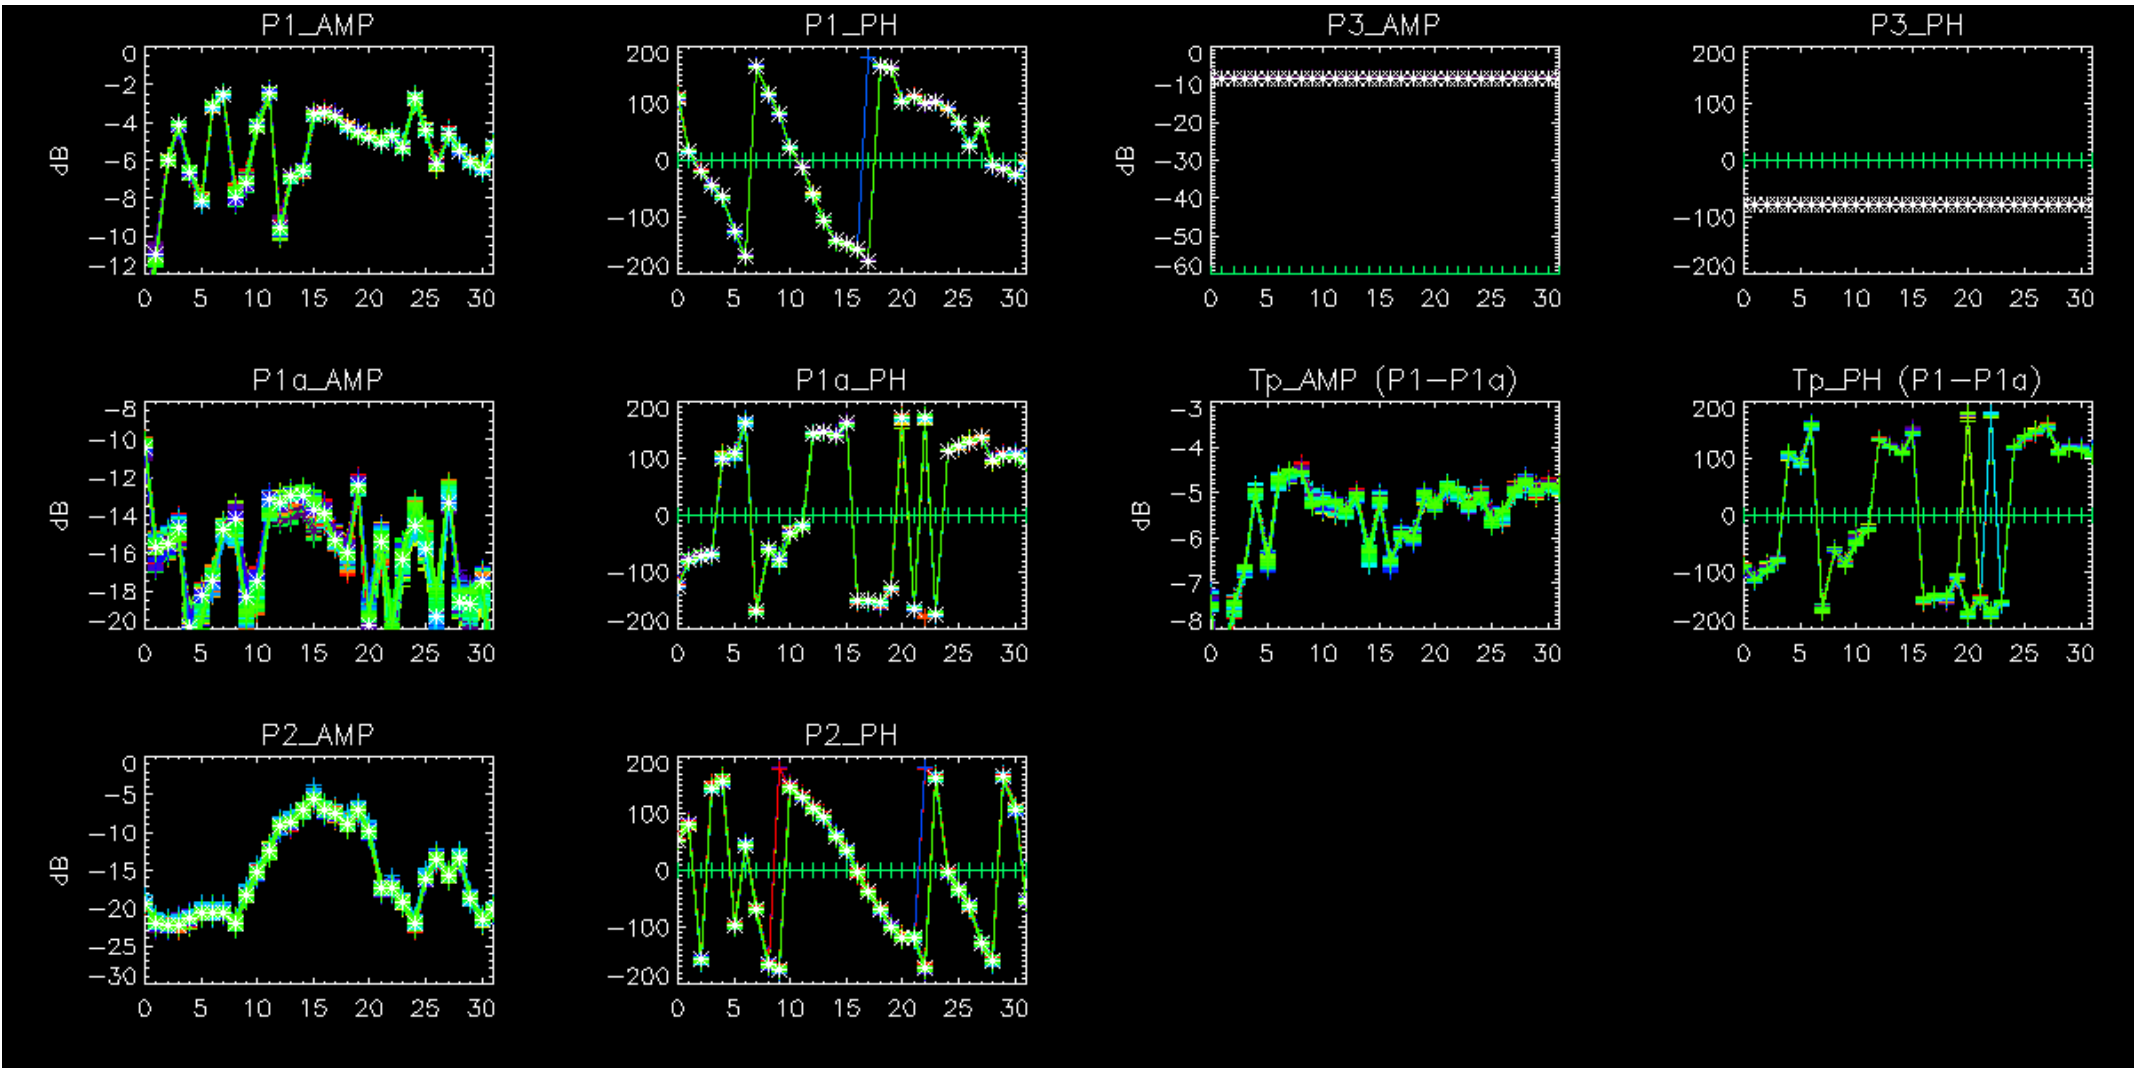 P1_AMP
0
-2
-4
-6
-8
-10
-12
dB
0 5 10 15 20 25 30
P1_PH
200
100
0
-100
-200
0 5 10 15 20 25 30
P3_AMP
0
-10
-20
-30
-40
-50
-60
dB
0 5 10 15 20 25 30
P3_PH
200
100
0
-100
-200
0 5 10 15 20 25 30
P1a_AMP
-8
-10
-12
-14
-16
-18
-20
dB
0 5 10 15 20 25 30
P1a_PH
200
100
0
-100
-200
0 5 10 15 20 25 30
Tp_AMP (P1-P1a)
-3
-4
-5
-6
-7
-8
dB
0 5 10 15 20 25 30
Tp_PH (P1-P1a)
200
100
0
-100
-200
0 5 10 15 20 25 30
P2_AMP
0
-5
-10
-15
-20
-25
-30
dB
0 5 10 15 20 25 30
P2_PH
200
100
0
-100
-200
0 5 10 15 20 25 30